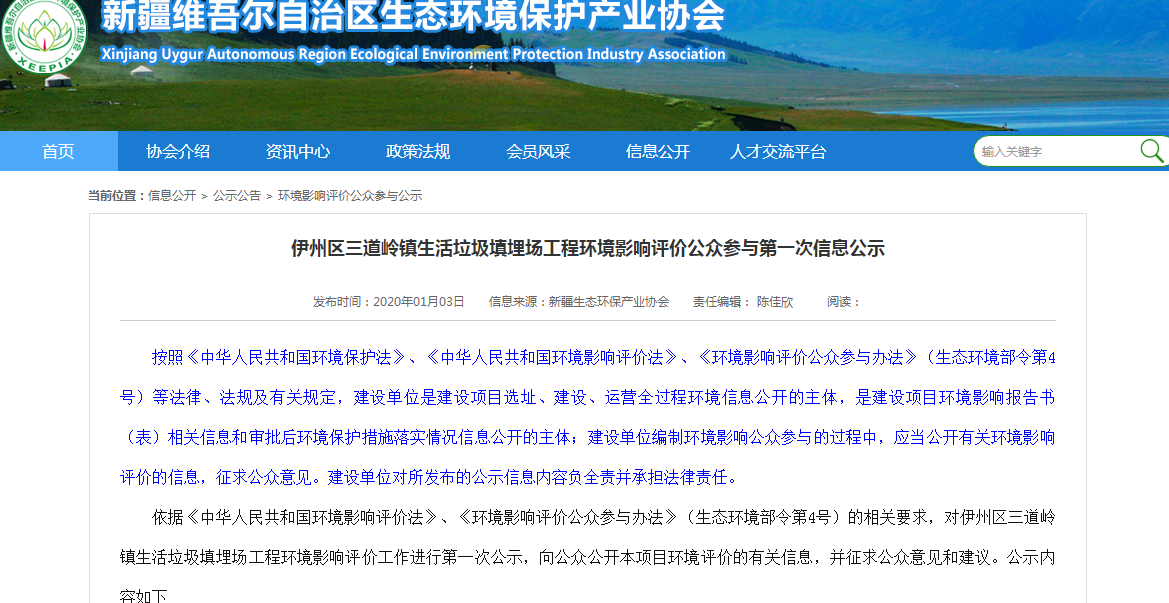 新疆维吾尔自治区生态环境保护产业协会
Xinjiang Uygur Autonomous Region Ecological Environment Protection Industry Association
XEEPIA
首页 协会介绍 资讯中心 政策法规 会员风采 信息公开 人才交流平台 输入关键字
当前位置：信息公开 > 公示公告 > 环境影响评价公众参与公示
伊州区三道岭镇生活垃圾填埋场工程环境影响评价公众参与第一次信息公示
发布时间：2020年01月03日 信息来源：新疆生态环保产业协会 责任编辑： 陈佳欣 阅读：
按照《中华人民共和国环境保护法》、《中华人民共和国环境影响评价法》、《环境影响评价公众参与办法》（生态环境部令第4
号）等法律、法规及有关规定，建设单位是建设项目选址、建设、运营全过程环境信息公开的主体，是建设项目环境影响报告书
（表）相关信息和审批后环境保护措施落实情况信息公开的主体；建设单位编制环境影响公众参与的过程中，应当公开有关环境影响
评价的信息，征求公众意见。建设单位对所发布的公示信息内容负全责并承担法律责任。
依据《中华人民共和国环境影响评价法》、《环境影响评价公众参与办法》（生态环境部令第4号）的相关要求，对伊州区三道岭
镇生活垃圾填埋场工程环境影响评价工作进行第一次公示，向公众公开本项目环境评价的有关信息，并征求公众意见和建议。公示内
容如下